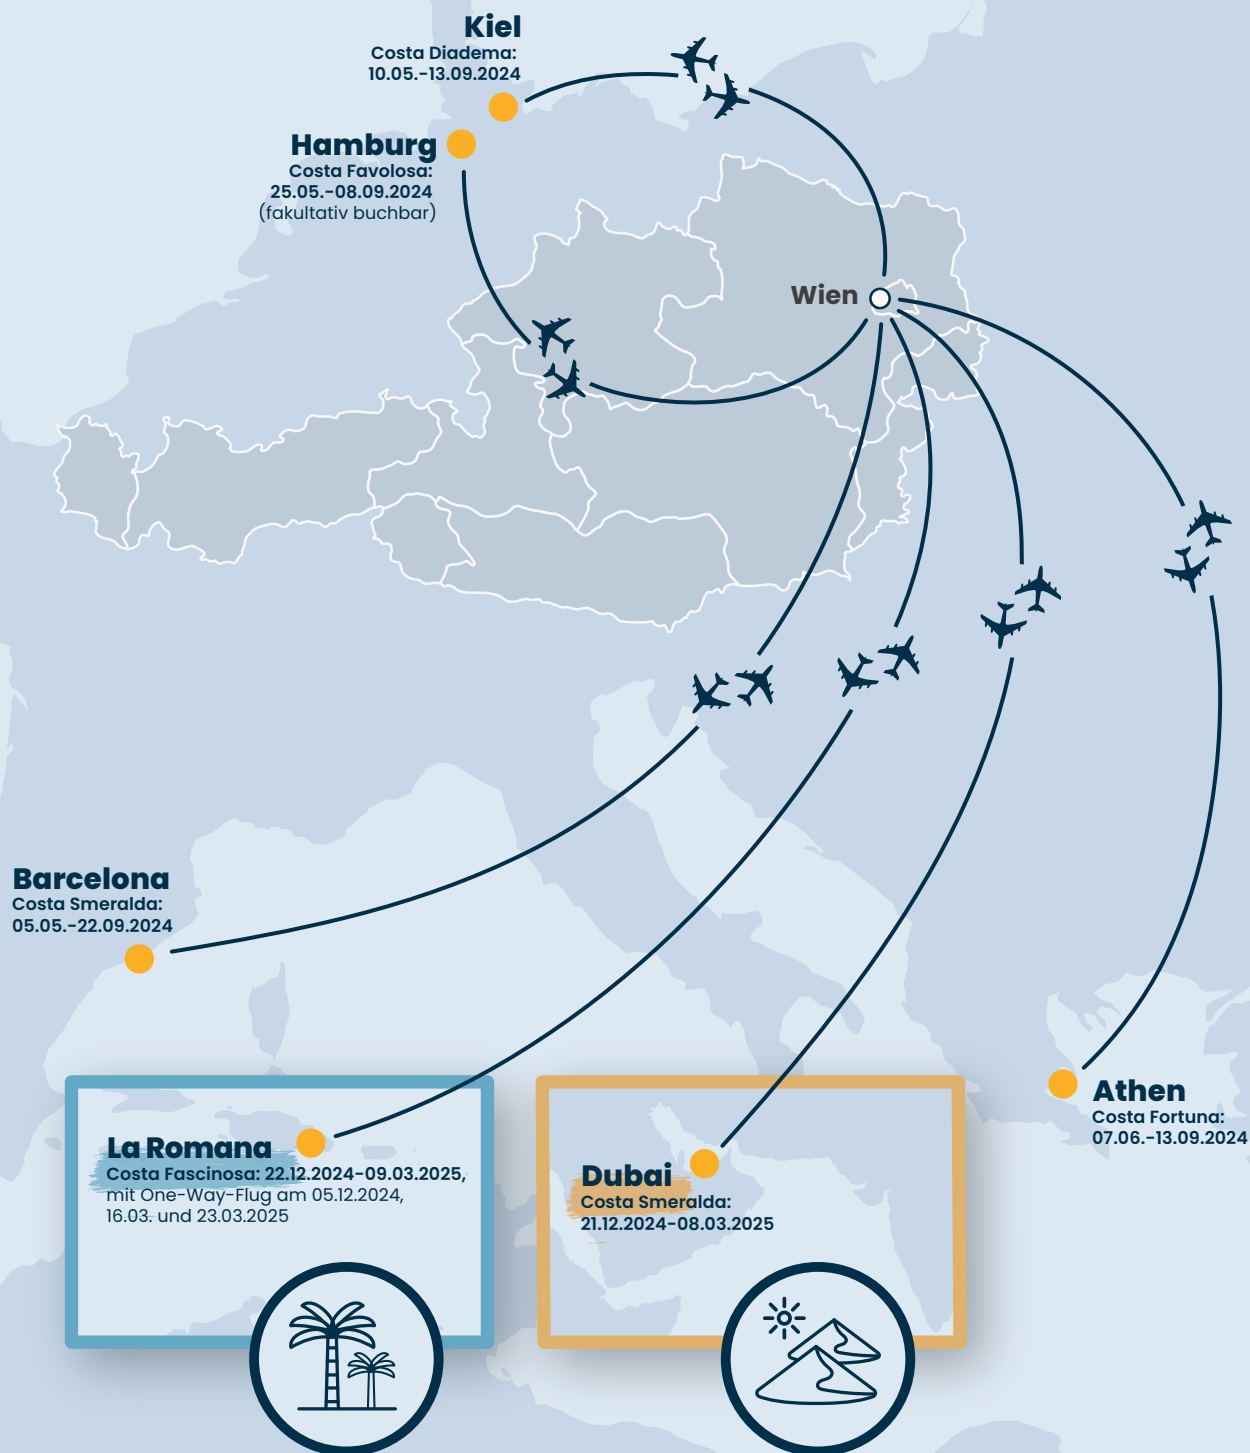 Kiel
Costa Diadema:
10.05.-13.09.2024
Hamburg
Costa Favolosa:
25.05.-08.09.2024
(fakultativ buchbar)
Wien
Barcelona
Costa Smeralda:
05.05.-22.09.2024
La Romana
Costa Fascinosa: 22.12.2024-09.03.2025,
mit One-Way-Flug am 05.12.2024,
16.03. und 23.03.2025
Dubai
Costa Smeralda:
21.12.2024-08.03.2025
Athen
Costa Fortuna:
07.06.-13.09.2024